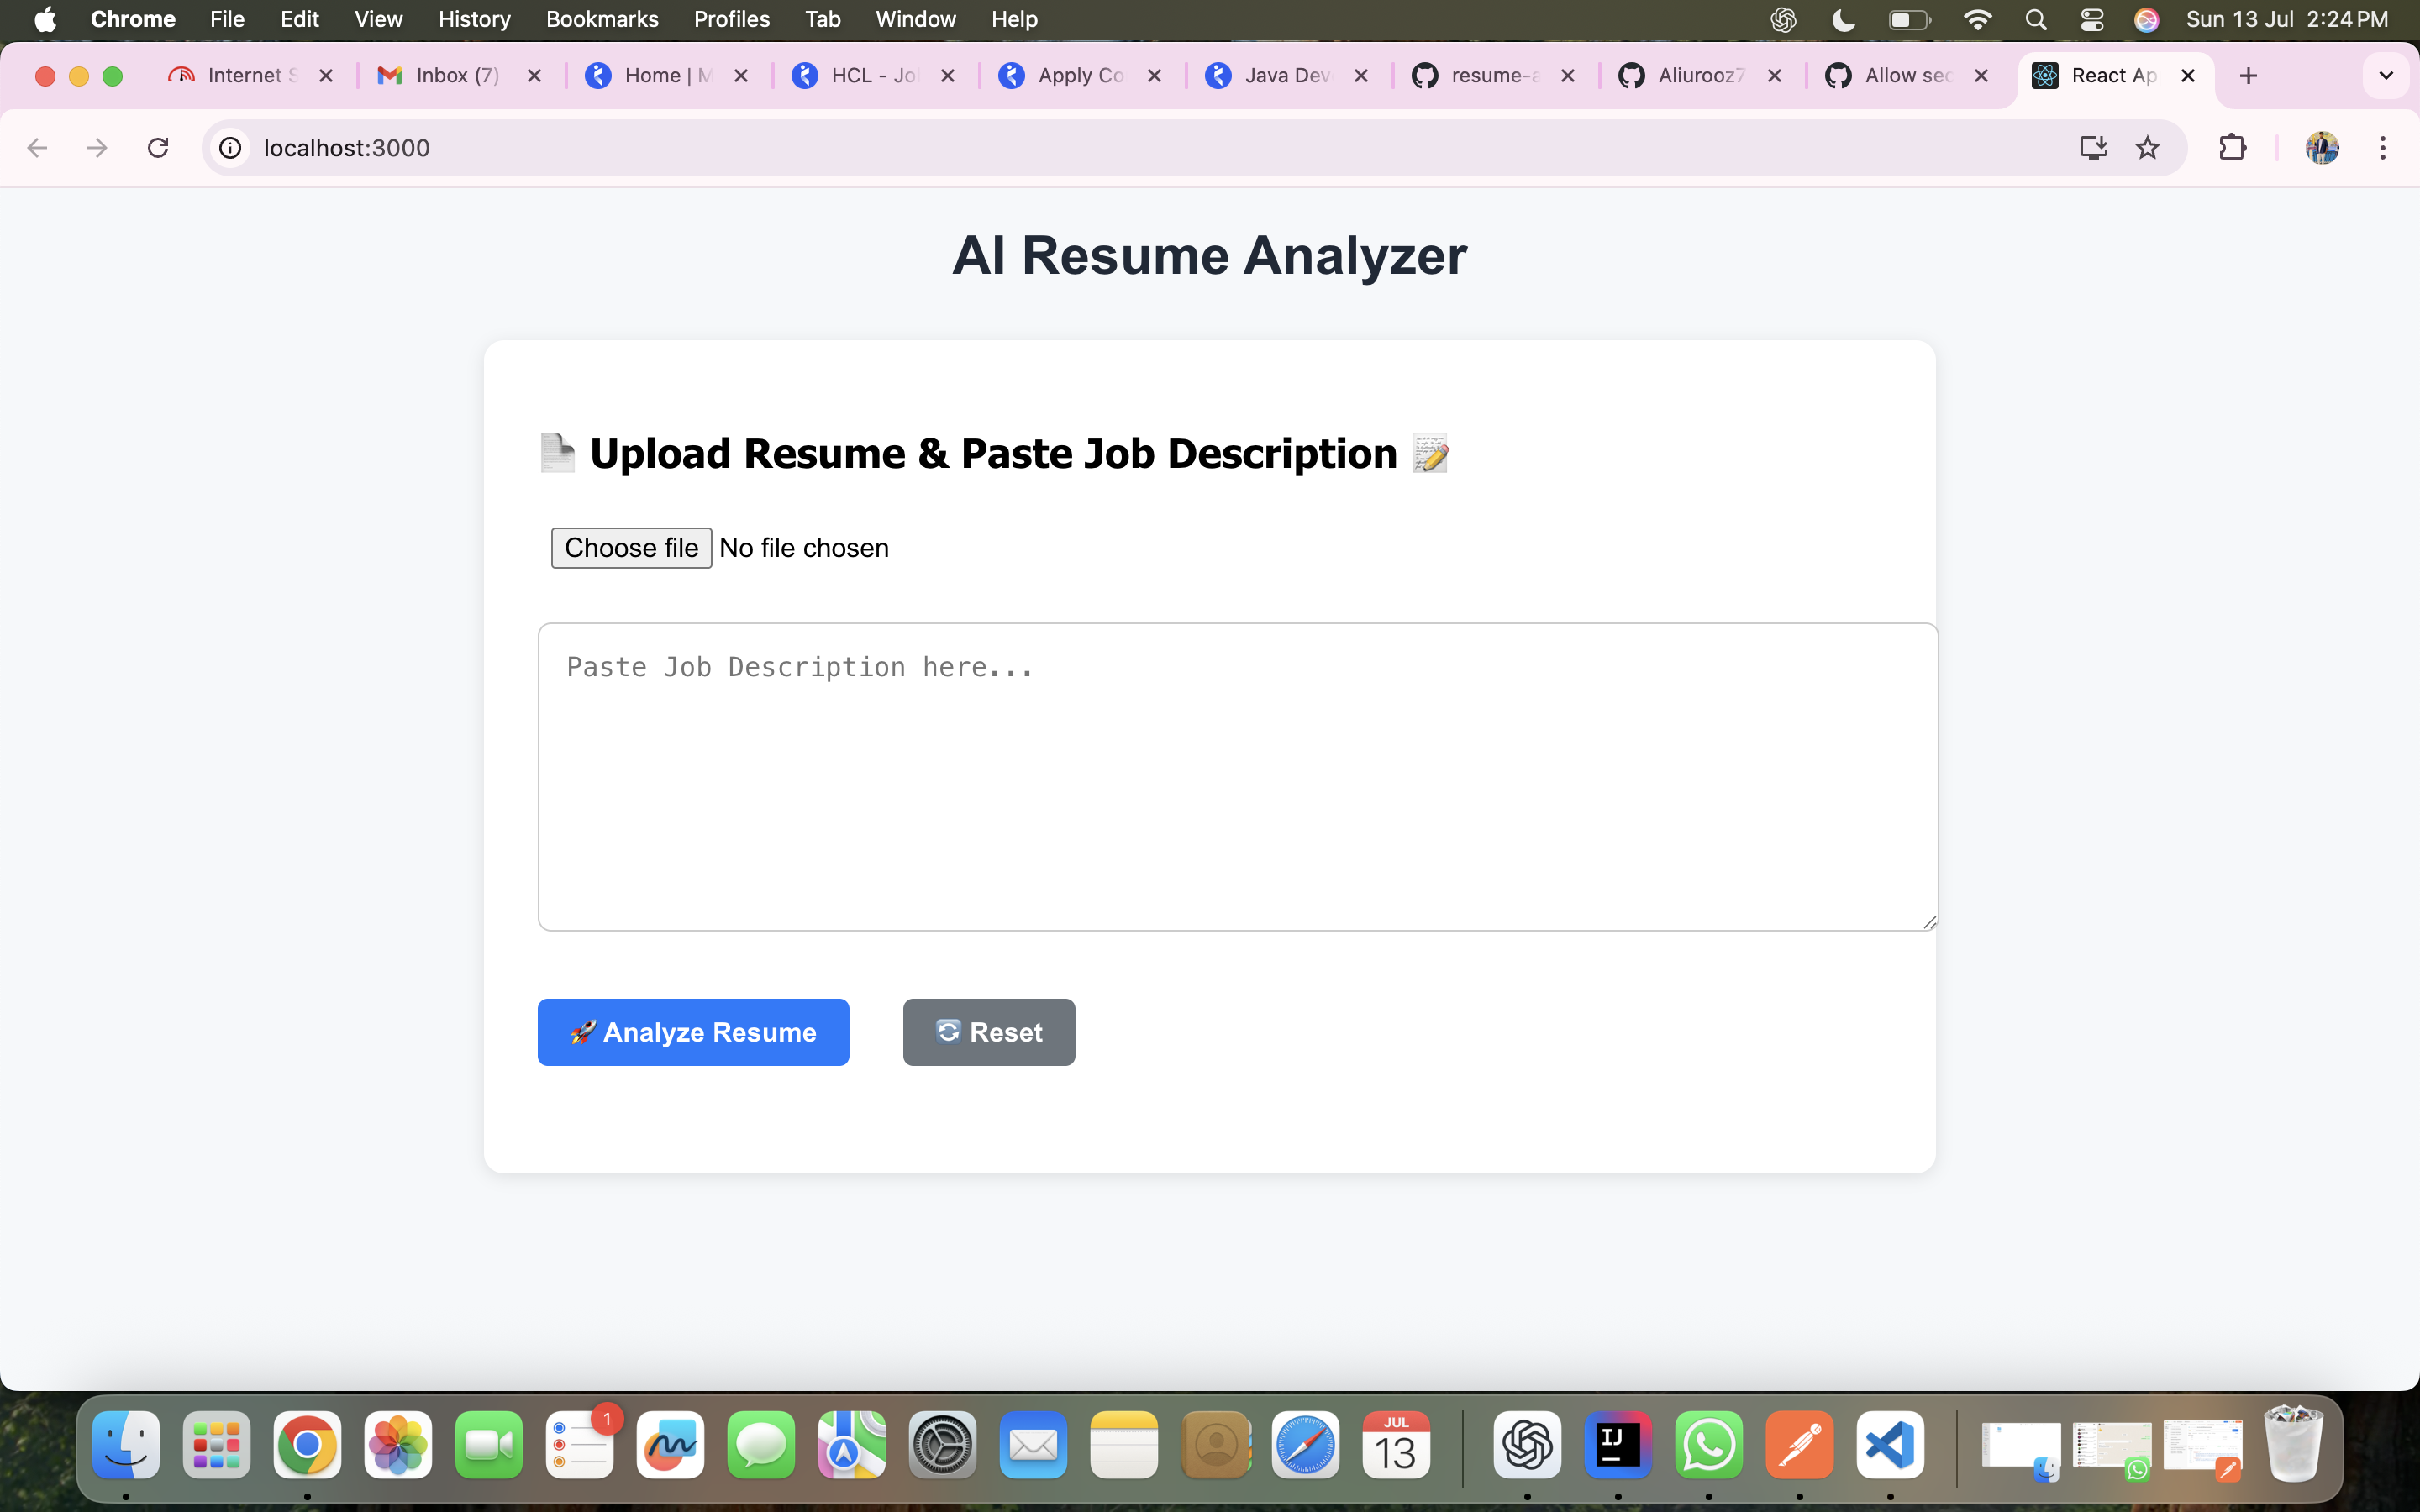 Chrome File Edit View History Bookmarks Profiles Tab Window Help Sun 13 Jul 2:24 PM
Internet S Inbox (7) Home | M HCL - Jo Apply Co Java Dev resume-a Aliurooz7 Allow sec React Ap
localhost:3000
AI Resume Analyzer
Upload Resume & Paste Job Description
Choose file No file chosen
Paste Job Description here...
Analyze Resume Reset
1
JUL
13
IJ